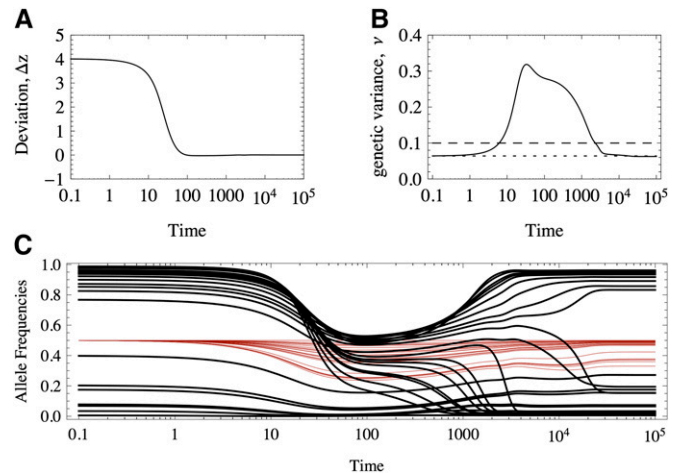 A
B
5
4
3
2
1
0
−1
Deviation, Δz
0.1 1 10 100 1000 10⁴ 10⁵
Time
0.4
0.3
0.2
0.1
0.0
genetic variance, ν
0.1 1 10 100 1000 10⁴ 10⁵
Time
C
1.0
0.8
0.6
0.4
0.2
0.0
Allele Frequencies
0.1 1 10 100 1000 10⁴ 10⁵
Time